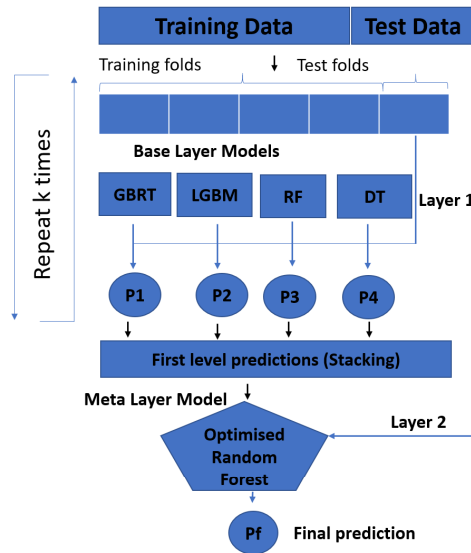 Training Data
Test Data
Training folds
Test folds
Repeat k times
Base Layer Models
GBRT
LGBM
RF
DT
Layer 1
P1
P2
P3
P4
First level predictions (Stacking)
Meta Layer Model
Optimised
Random
Forest
Layer 2
Pf
Final prediction